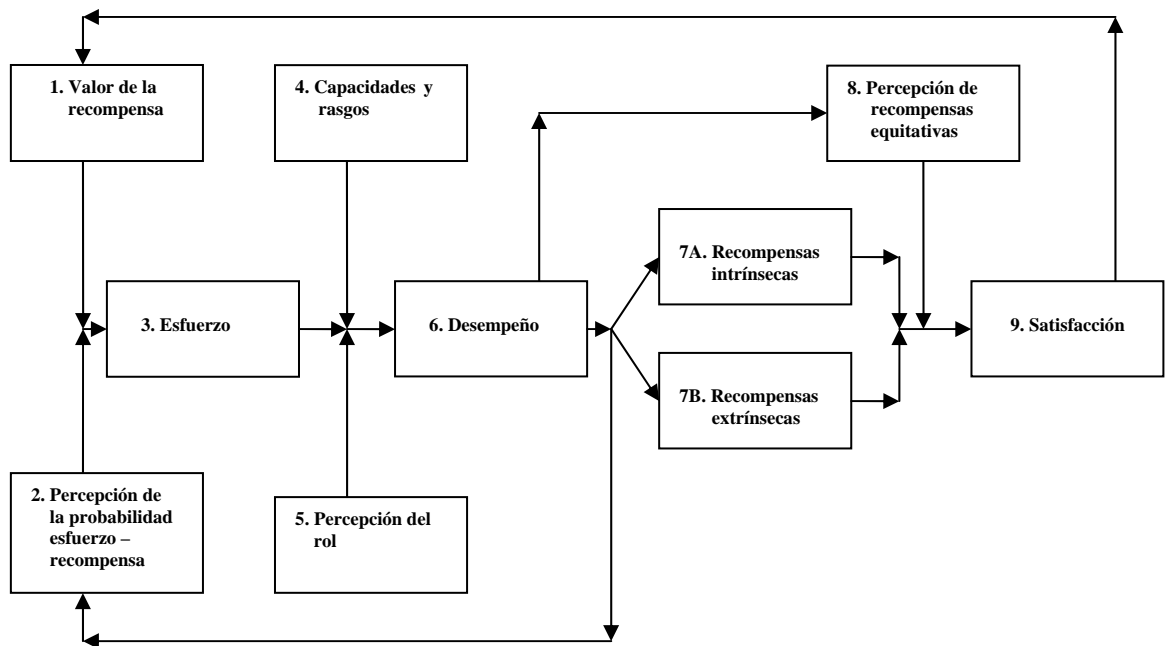 1. Valor de la
recompensa
4. Capacidades y
rasgos
8. Percepción de
recompensas
equitativas
7A. Recompensas
intrínsecas
3. Esfuerzo
6. Desempeño
9. Satisfacción
7B. Recompensas
extrínsecas
2. Percepción de
la probabilidad
esfuerzo –
recompensa
5. Percepción del
rol